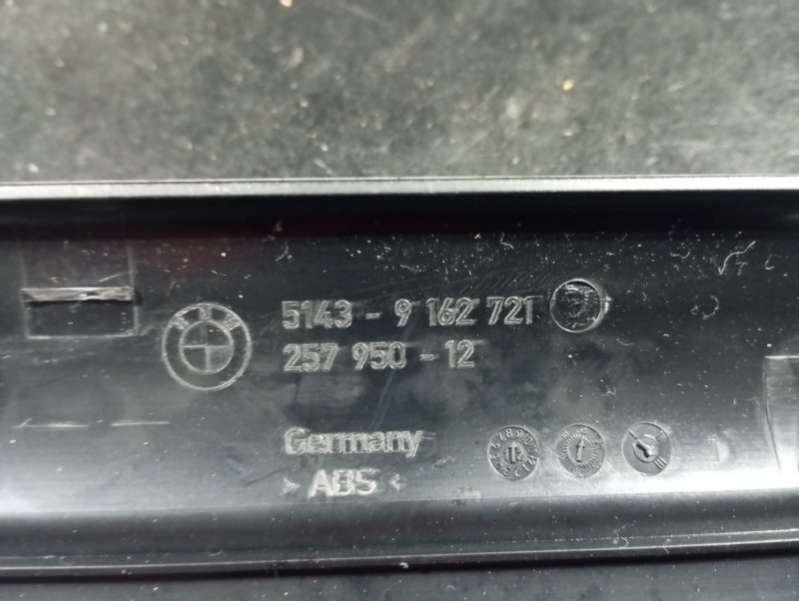 5143 - 9 162 721
257 950 - 12
Germany
> ABS <